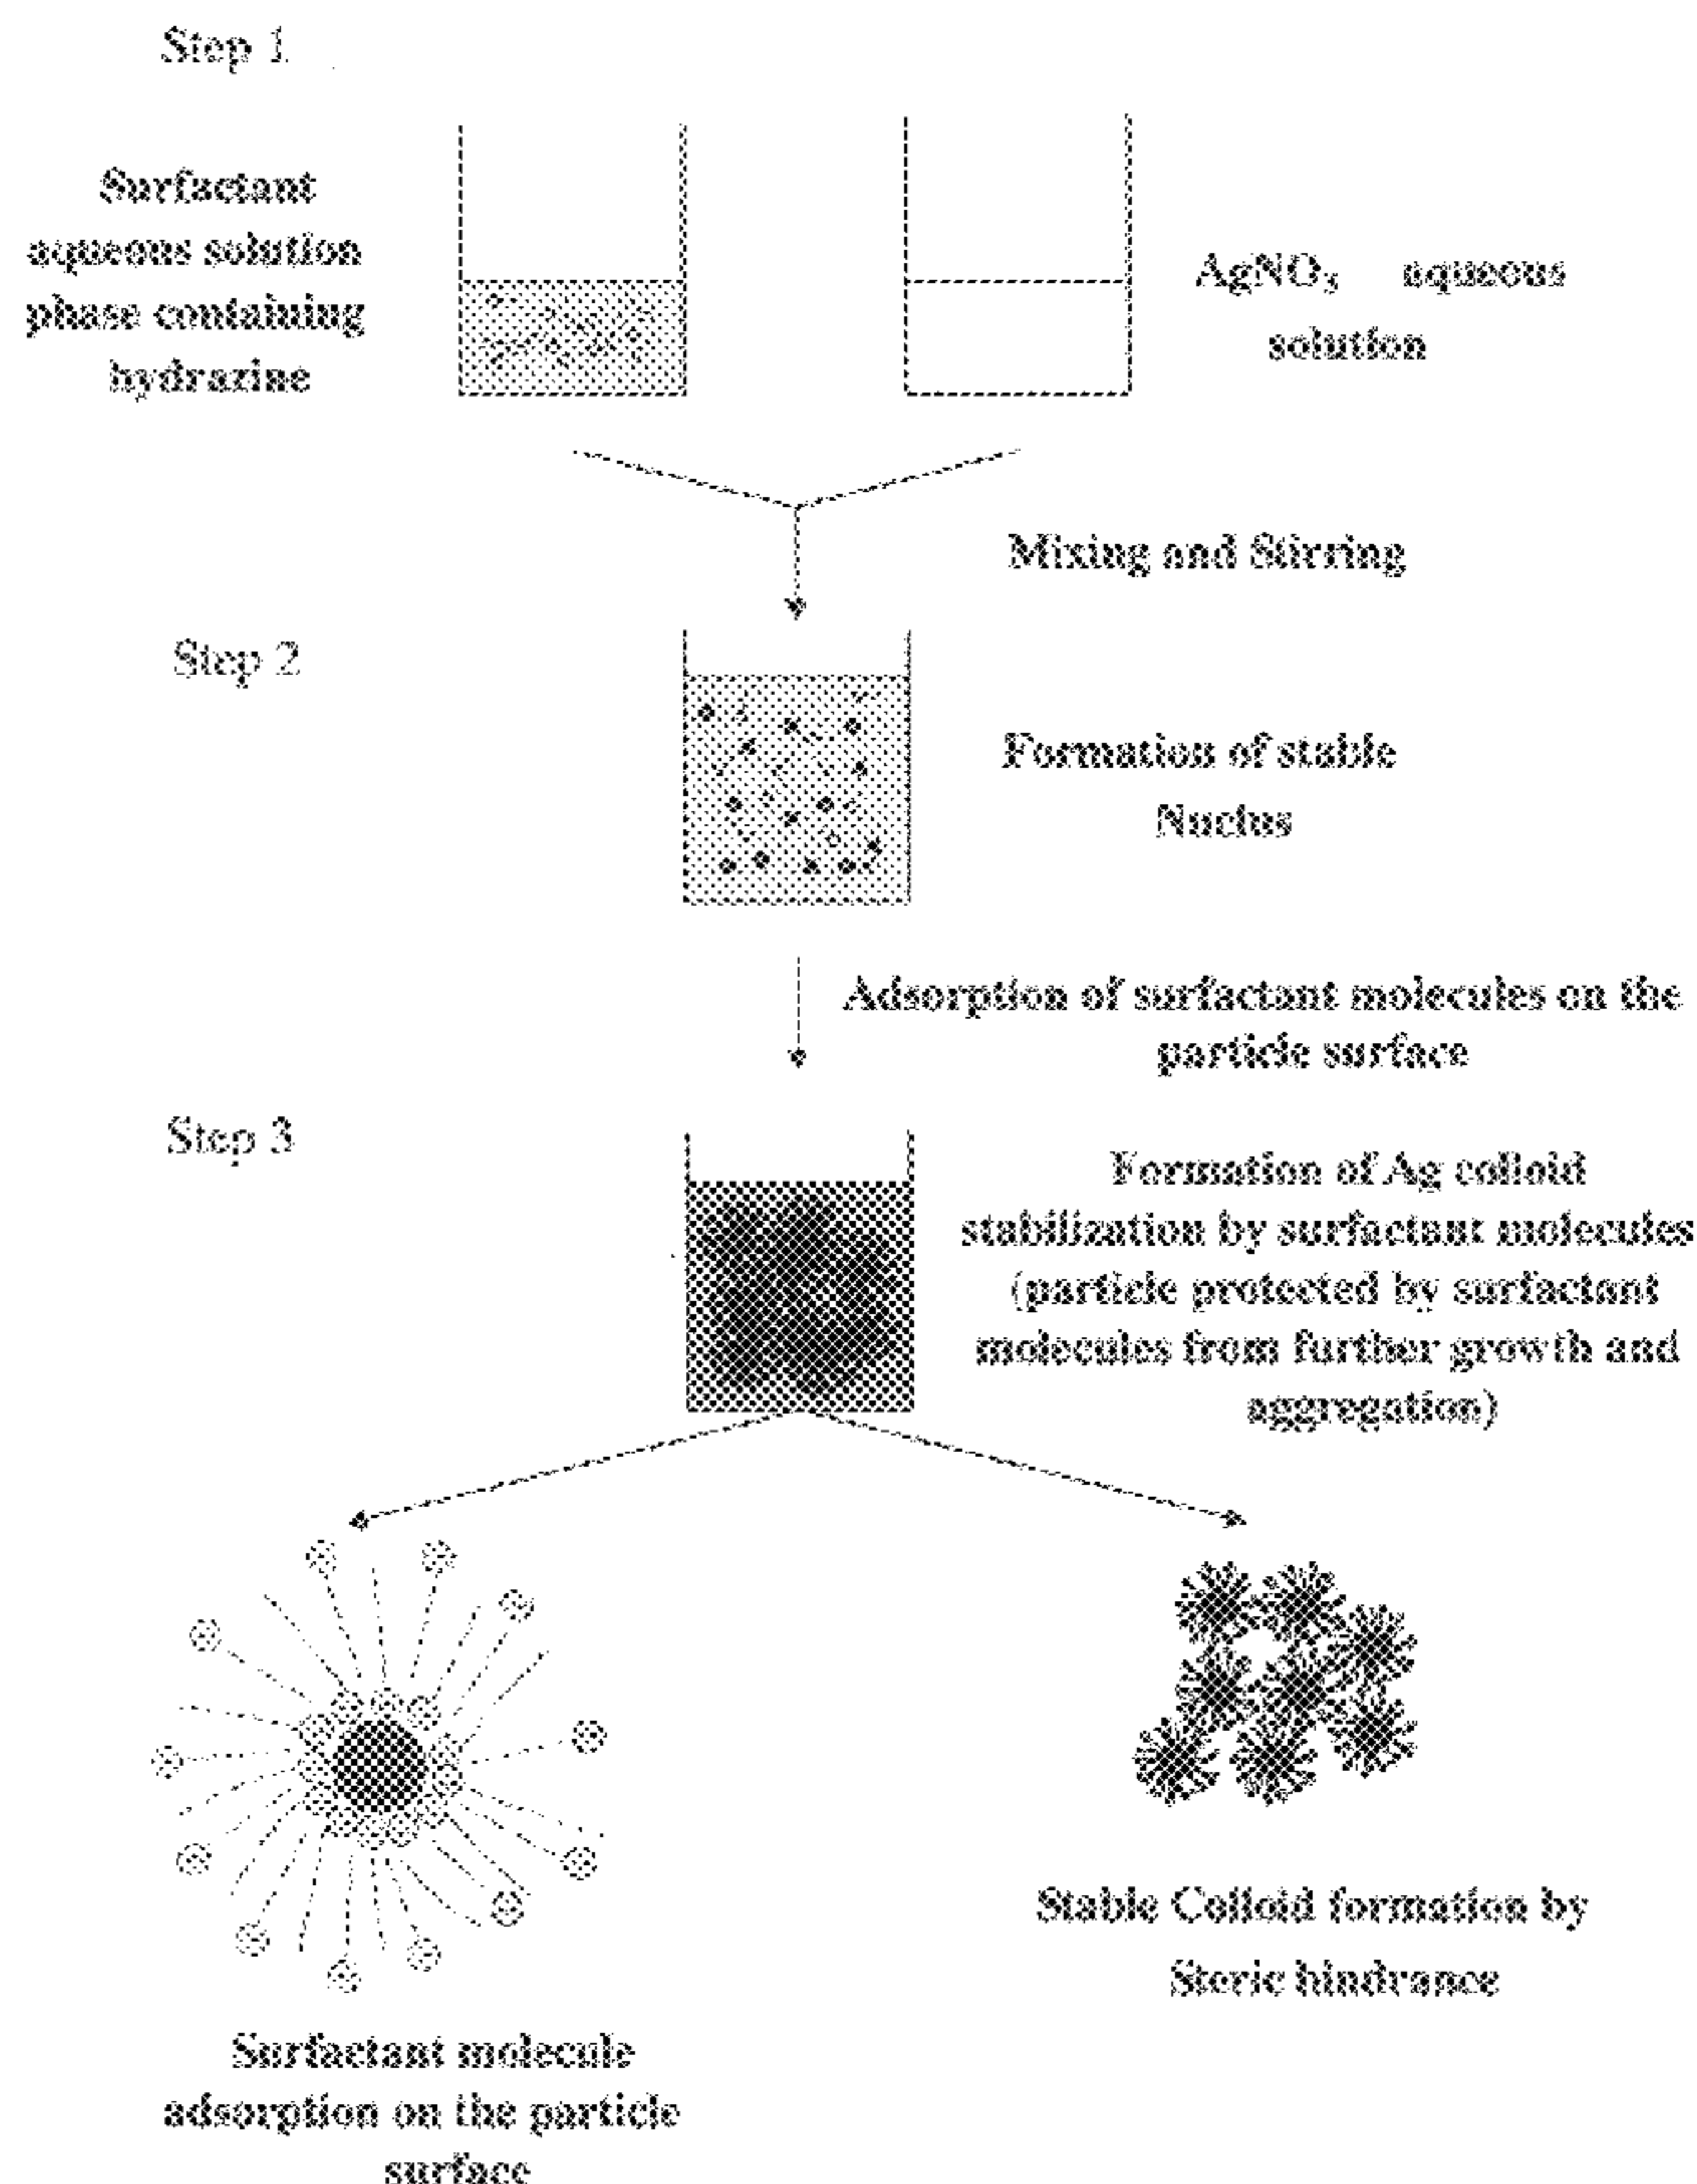 Step 1
Surfactant
aqueous solution
phase containing
hydrazine
AgNO₃ aqueous
solution
Mixing and Stirring
Step 2
Formation of stable
Nuclus
Adsorption of surfactant molecules on the
particle surface
Step 3
Formation of Ag colloid
stabilization by surfactant molecules
(particle protected by surfactant
molecules from further growth and
aggregation)
Stable Colloid formation by
Steric hindrance
Surfactant molecule
adsorption on the particle
surface